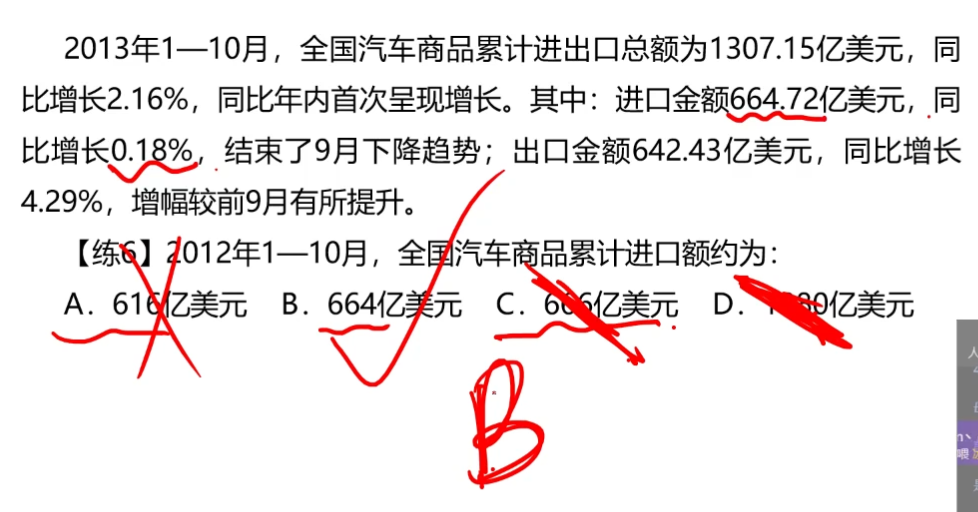 2013年1—10月，全国汽车商品累计进出口总额为1307.15亿美元，同
比增长2.16%，同比年内首次呈现增长。其中：进口金额664.72亿美元，同
比增长0.18%，结束了9月下降趋势；出口金额642.43亿美元，同比增长
4.29%，增幅较前9月有所提升。
【练6】2012年1—10月，全国汽车商品累计进口额约为：
A．616亿美元 B．664亿美元 C．666亿美元 D．亿美元
B
人
喂